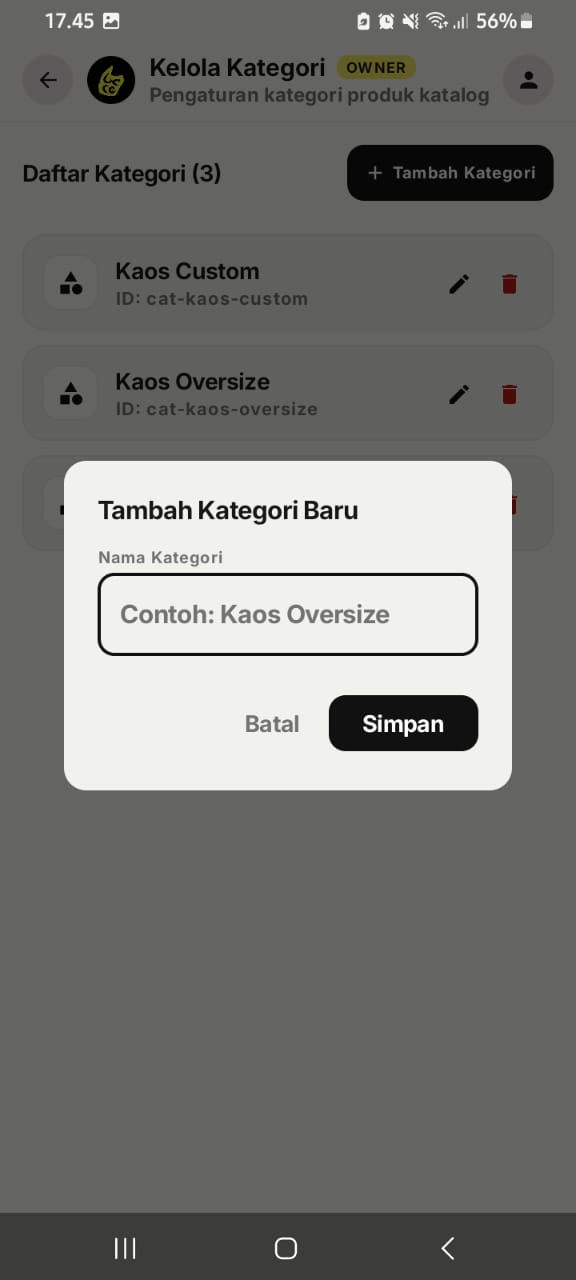 17.45
56%
Kelola Kategori OWNER
Pengaturan kategori produk katalog
Daftar Kategori (3)
+ Tambah Kategori
Kaos Custom
ID: cat-kaos-custom
Kaos Oversize
ID: cat-kaos-oversize
Tambah Kategori Baru
Nama Kategori
Contoh: Kaos Oversize
Batal
Simpan